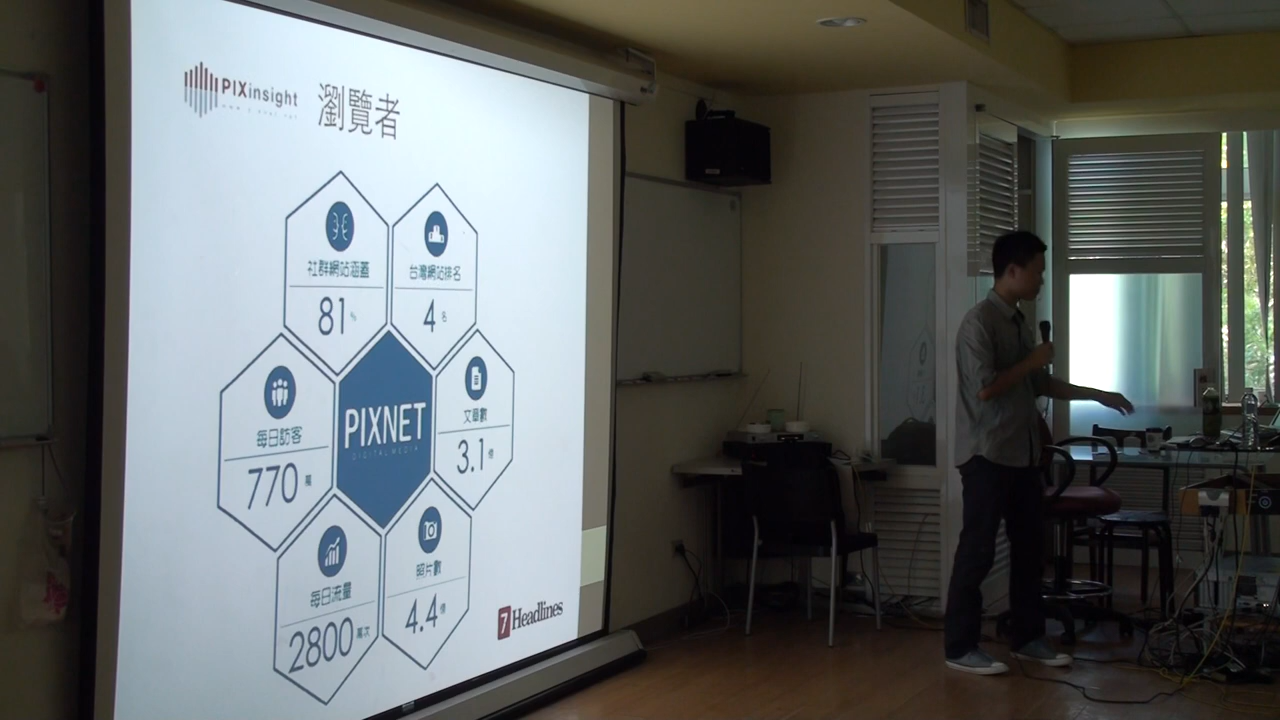 PIXinsight
瀏覽者
社群網站涵蓋
81 %
台灣網站排名
4 名
每日訪客
770 萬
PIXNET
DIGITAL MEDIA
文章數
3.1 億
每日流量
2800 萬次
照片數
4.4 億
7 Headlines